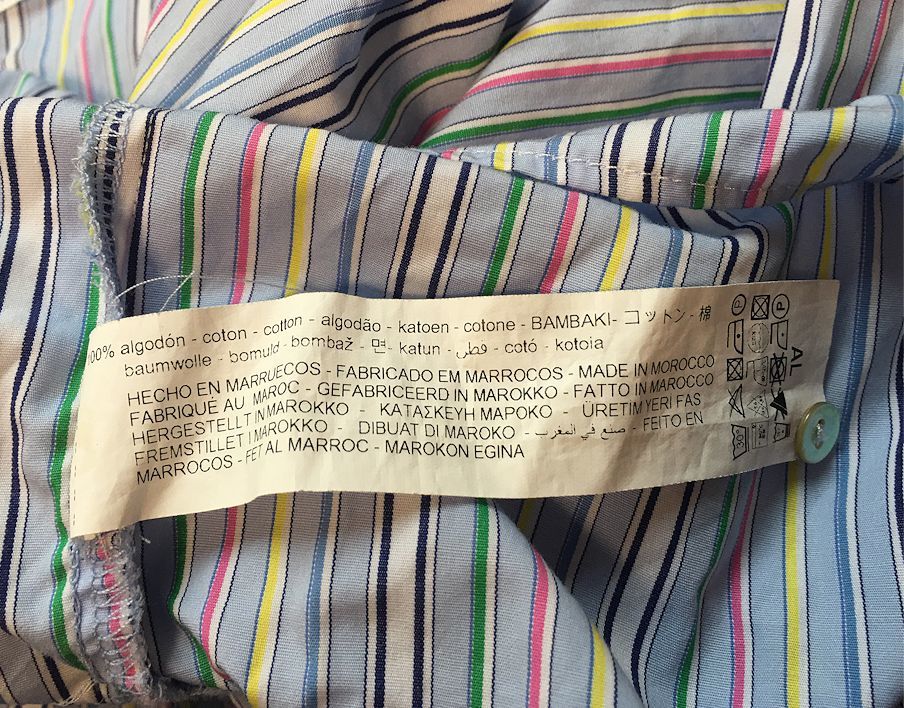 100% algodón - coton - cotton - algodão - katoen - cotone - BAMBAKI- コットン - 棉
baumwolle - bomuld - bombaž - 면 - katun - قطن - cotó - kotoia
HECHO EN MARRUECOS - FABRICADO EM MARROCOS - MADE IN MOROCCO
FABRIQUE AU MAROC - GEFABRICEERD IN MAROKKO - FATTO IN MAROCCO
HERGESTELLT IN MAROKKO - ΚΑΤΑΣΚΕΥΗ ΜΑΡΟΚΟ - ÜRETIM YERI FAS
FREMSTILLET I MAROKKO - DIBUAT DI MAROKO - صنع في المغرب - FEITO EN
MARROCOS - FET AL MARROC - MAROKON EGINA
AL